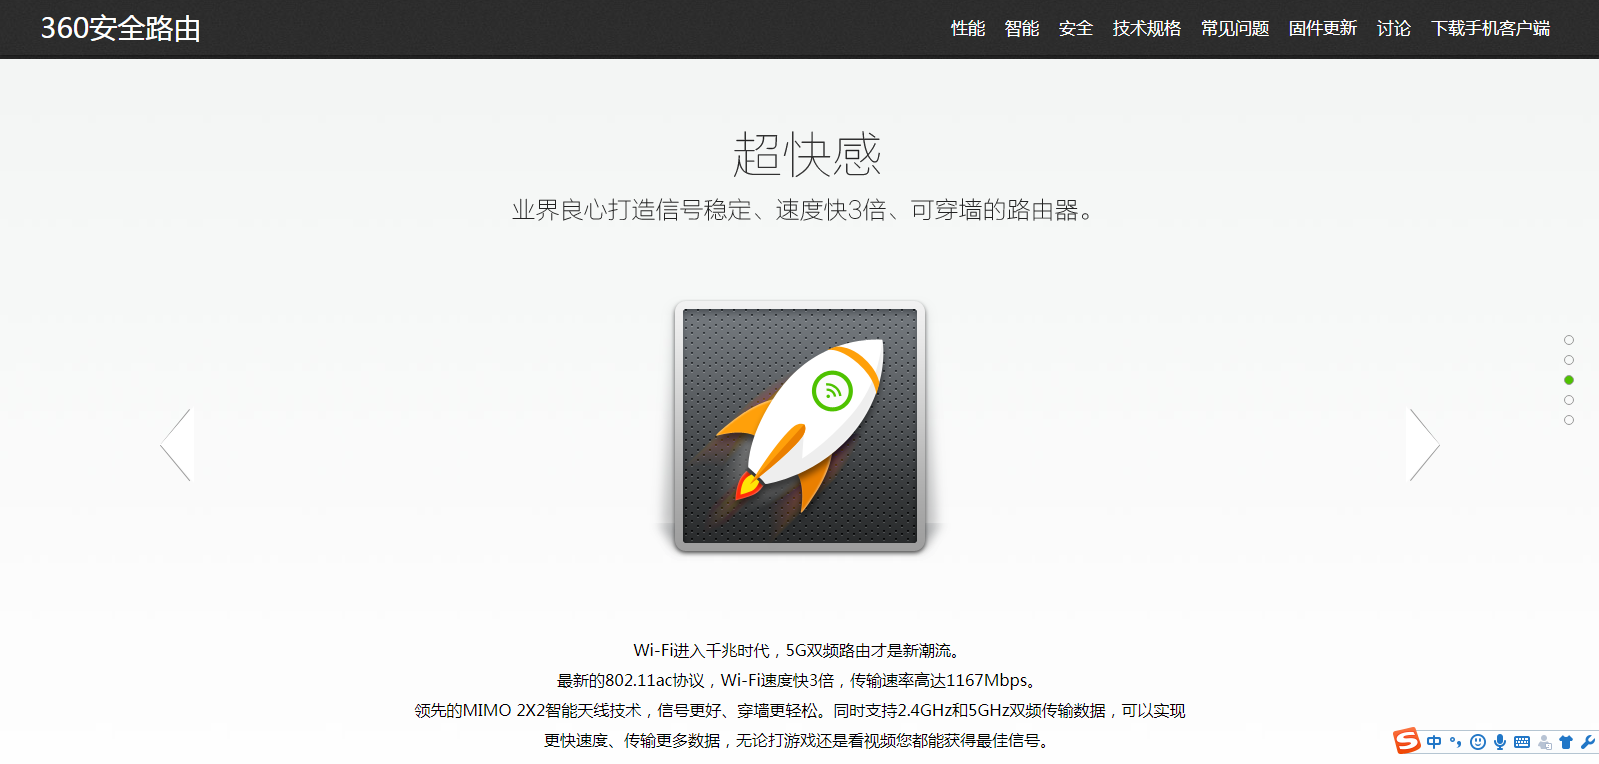 360安全路由
性能 智能 安全 技术规格 常见问题 固件更新 讨论 下载手机客户端
超快感
业界良心打造信号稳定、速度快3倍、可穿墙的路由器。
Wi-Fi进入千兆时代，5G双频路由才是新潮流。
最新的802.11ac协议，Wi-Fi速度快3倍，传输速率高达1167Mbps。
领先的MIMO 2X2智能天线技术，信号更好、穿墙更轻松。同时支持2.4GHz和5GHz双频传输数据，可以实现
更快速度、传输更多数据，无论打游戏还是看视频您都能获得最佳信号。
S 中